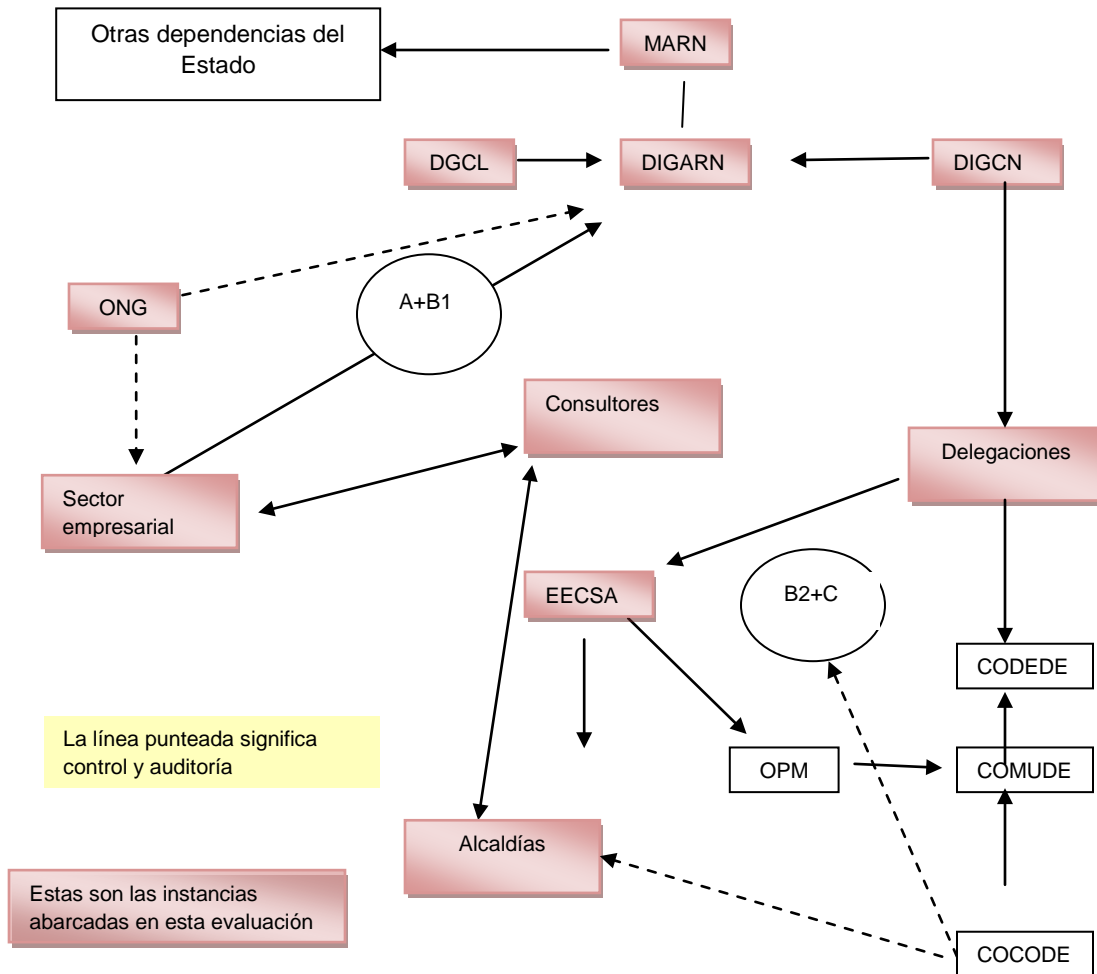 Otras dependencias del
Estado
MARN
DGCL
DIGARN
DIGCN
ONG
A+B1
Consultores
Delegaciones
Sector
empresarial
EECSA
B2+C
CODEDE
La línea punteada significa
control y auditoría
OPM
COMUDE
Alcaldías
Estas son las instancias
abarcadas en esta evaluación
COCODE